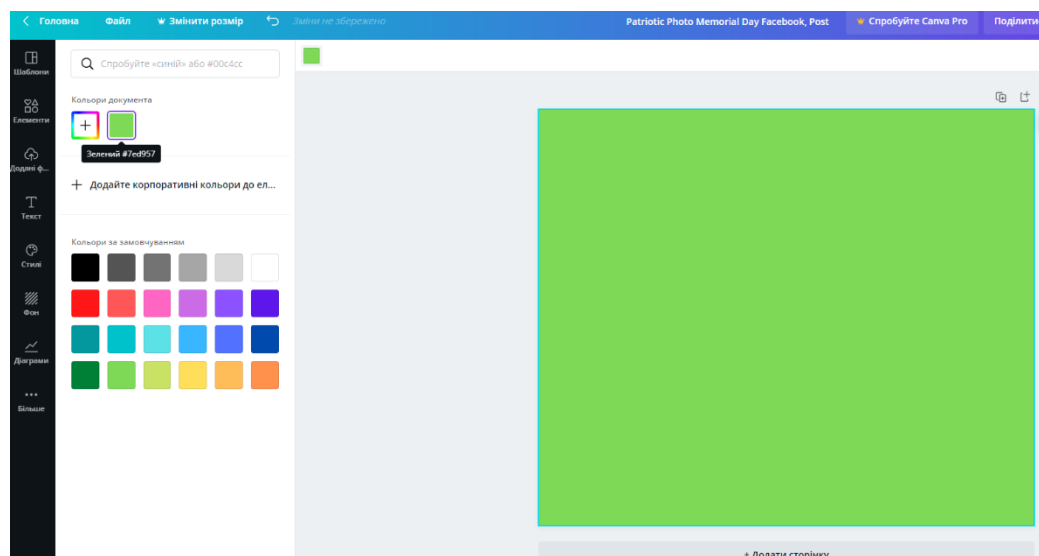 Головна Файл Змінити розмір Зміни не збережено Patriotic Photo Memorial Day Facebook, Post Спробуйте Canva Pro Поділити
Шаблони
Елементи
Додані ф...
Текст
Стилі
Фон
Діаграми
Більше
Спробуйте «синій» або #00c4cc
Кольори документа
+
Зелений #7ed957
+ Додайте корпоративні кольори до ел...
Кольори за замовчуванням
+ Додати сторінку